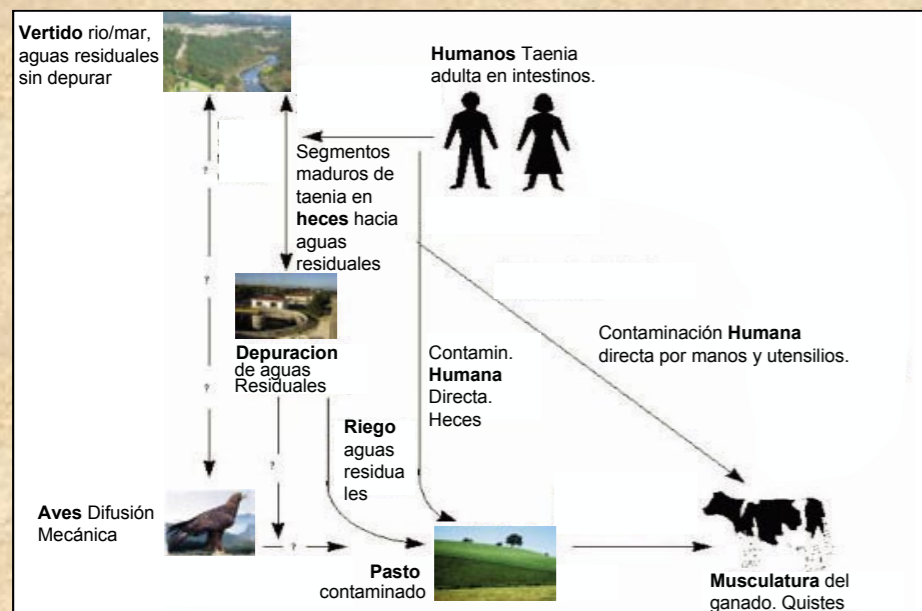 Vertido rio/mar,
aguas residuales
sin depurar
Humanos Taenia
adulta en intestinos.
?
Segmentos
maduros de
taenia en
heces hacia
aguas
residuales
?
Depuracion
de aguas
Residuales
Contamin.
Humana
Directa.
Heces
Contaminación Humana
directa por manos y utensilios.
?
Riego
aguas
residua
les
?
Aves Difusión
Mecánica
?
Pasto
contaminado
Musculatura del
ganado. Quistes